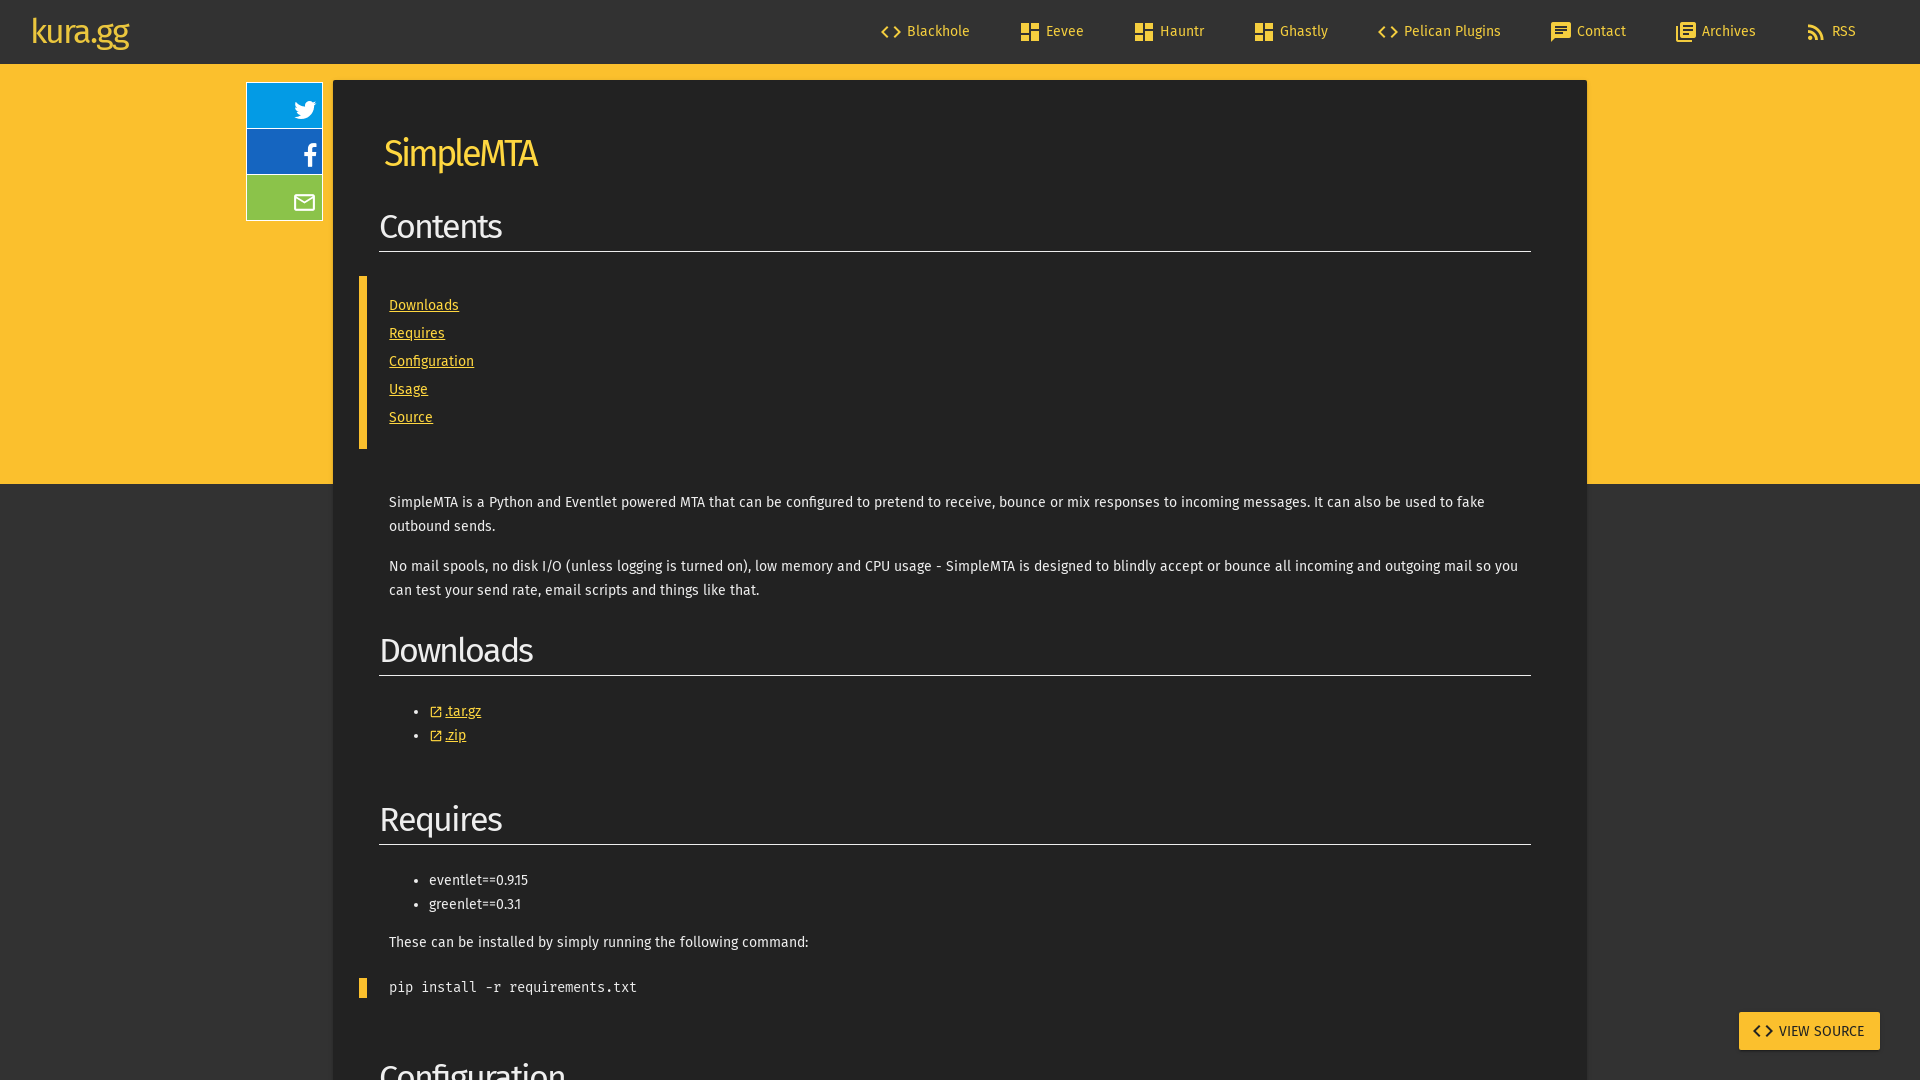 kura.gg
Blackhole
Eevee
Hauntr
Ghastly
Pelican Plugins
Contact
Archives
RSS
SimpleMTA
Contents
Downloads
Requires
Configuration
Usage
Source
SimpleMTA is a Python and Eventlet powered MTA that can be configured to pretend to receive, bounce or mix responses to incoming messages. It can also be used to fake
outbound sends.
No mail spools, no disk I/O (unless logging is turned on), low memory and CPU usage - SimpleMTA is designed to blindly accept or bounce all incoming and outgoing mail so you
can test your send rate, email scripts and things like that.
Downloads
.tar.gz
.zip
Requires
eventlet==0.9.15
greenlet==0.3.1
These can be installed by simply running the following command:
pip install -r requirements.txt
VIEW SOURCE
Configuration